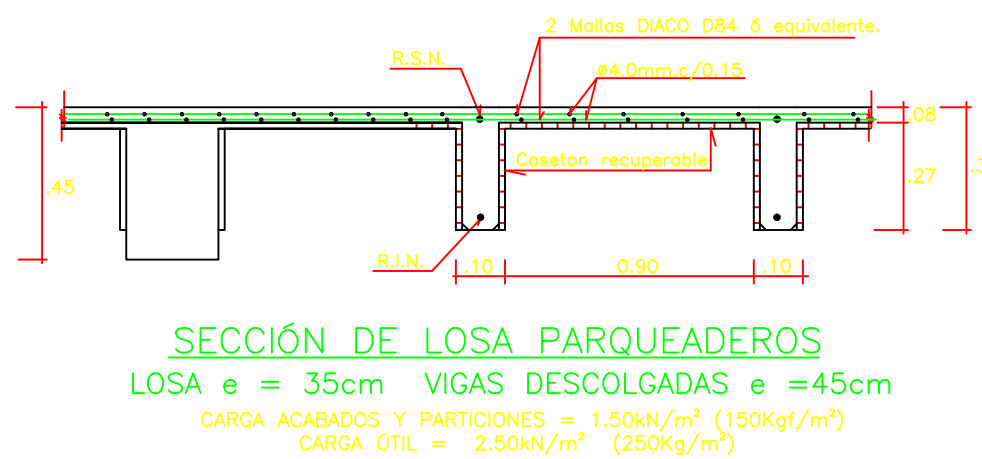 2 Mallas DIACO D84 ó equivalente.
R.S.N.
ø4.0mm.c/0.15
.08
Caseton recuperable
.45
.27
.3
R.I.N.
.10
0.90
.10
SECCIÓN DE LOSA PARQUEADEROS
LOSA e = 35cm VIGAS DESCOLGADAS e =45cm
CARGA ACABADOS Y PARTICIONES = 1.50kN/m² (150Kgf/m²)
CARGA ÚTIL = 2.50kN/m² (250Kg/m²)